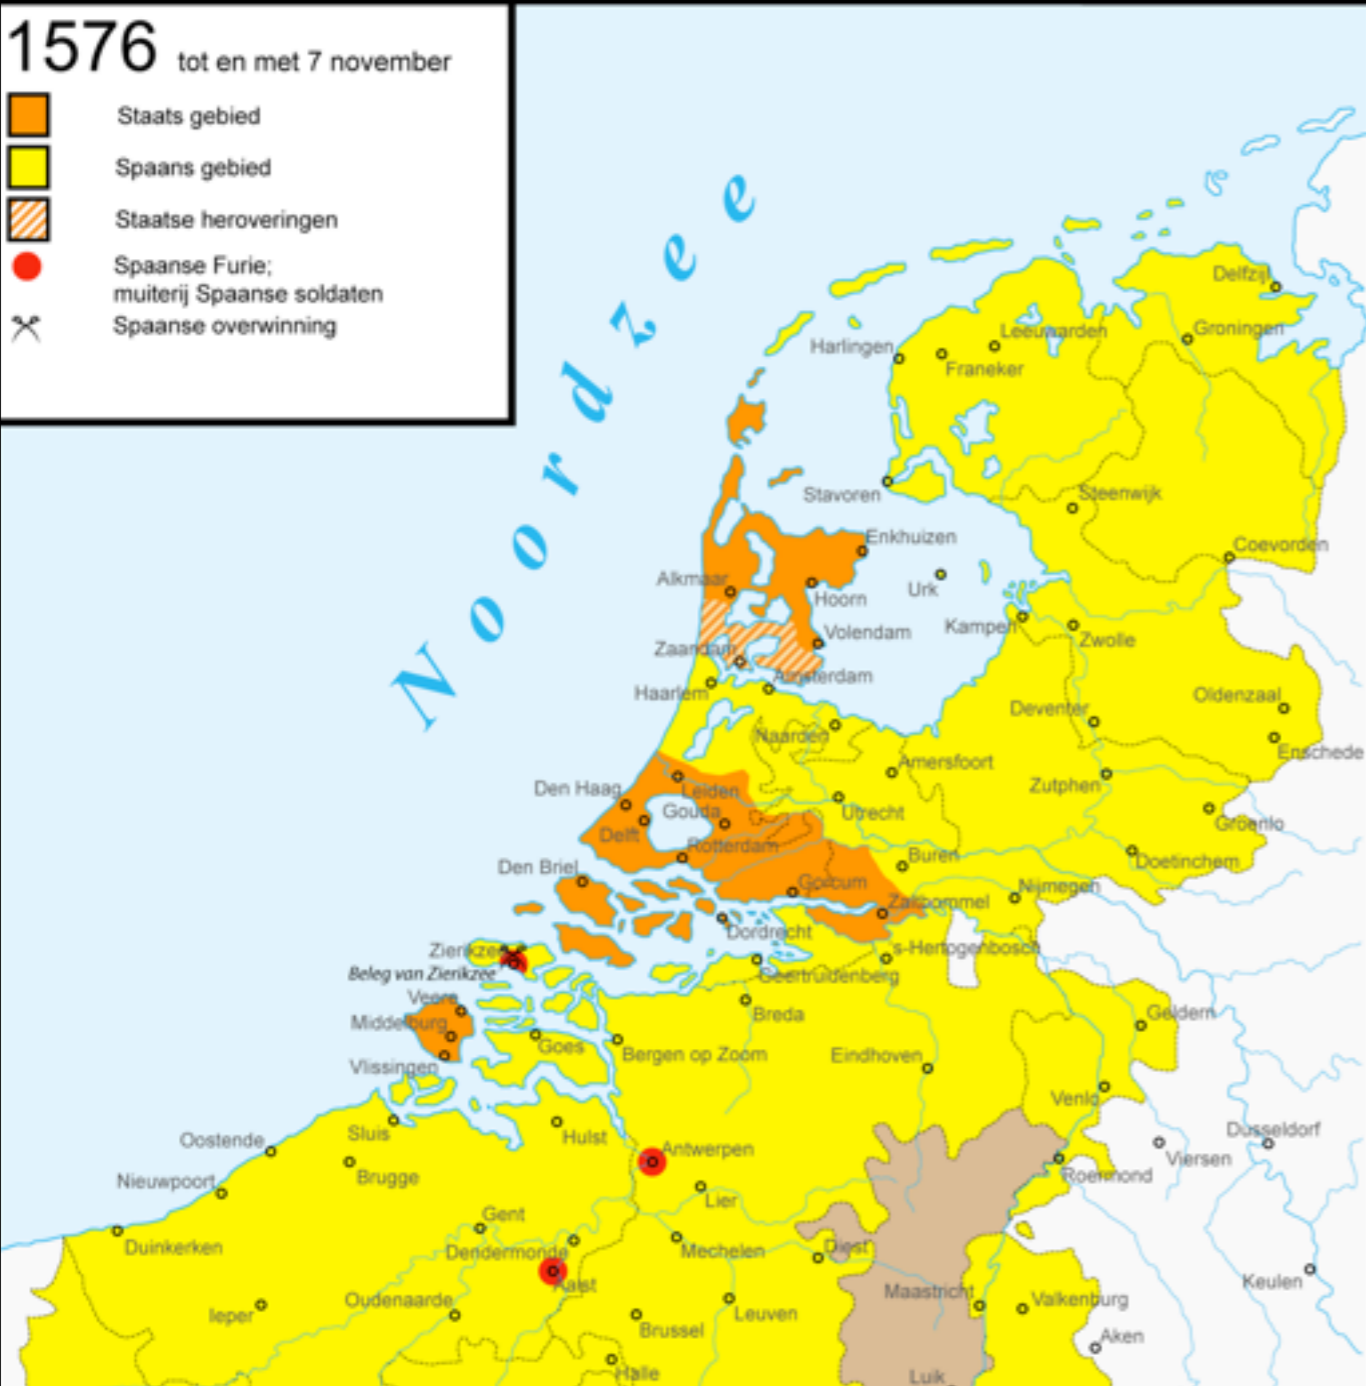 1576 tot en met 7 november
Staats gebied
Spaans gebied
Staatse heroveringen
Spaanse Furie;
muiterij Spaanse soldaten
Spaanse overwinning
Noordzee
Delfzijl
Groningen
Leeuwarden
Harlingen
Franeker
Stavoren
Steenwijk
Enkhuizen
Coevorden
Alkmaar
Urk
Hoorn
Kampen
Volendam
Zwolle
Zaandam
Amsterdam
Haarlem
Oldenzaal
Deventer
Naarden
Enschede
Amersfoort
Zutphen
Den Haag
Leiden
Gouda
Utrecht
Groenlo
Delft
Rotterdam
Buren
Doetinchem
Den Briel
Gorcum
Nijmegen
Zaltbommel
Dordrecht
Zierikzee
's-Hertogenbosch
Beleg van Zierikzee
Geertruidenberg
Veere
Breda
Geldern
Middelburg
Goes
Bergen op Zoom
Eindhoven
Vlissingen
Venlo
Sluis
Hulst
Dusseldorf
Oostende
Antwerpen
Viersen
Brugge
Roermond
Nieuwpoort
Lier
Gent
Duinkerken
Dendermonde
Mechelen
Diest
Aalst
Keulen
Maastricht
Valkenburg
Oudenaarde
Ieper
Leuven
Brussel
Aken
Halle
Luik